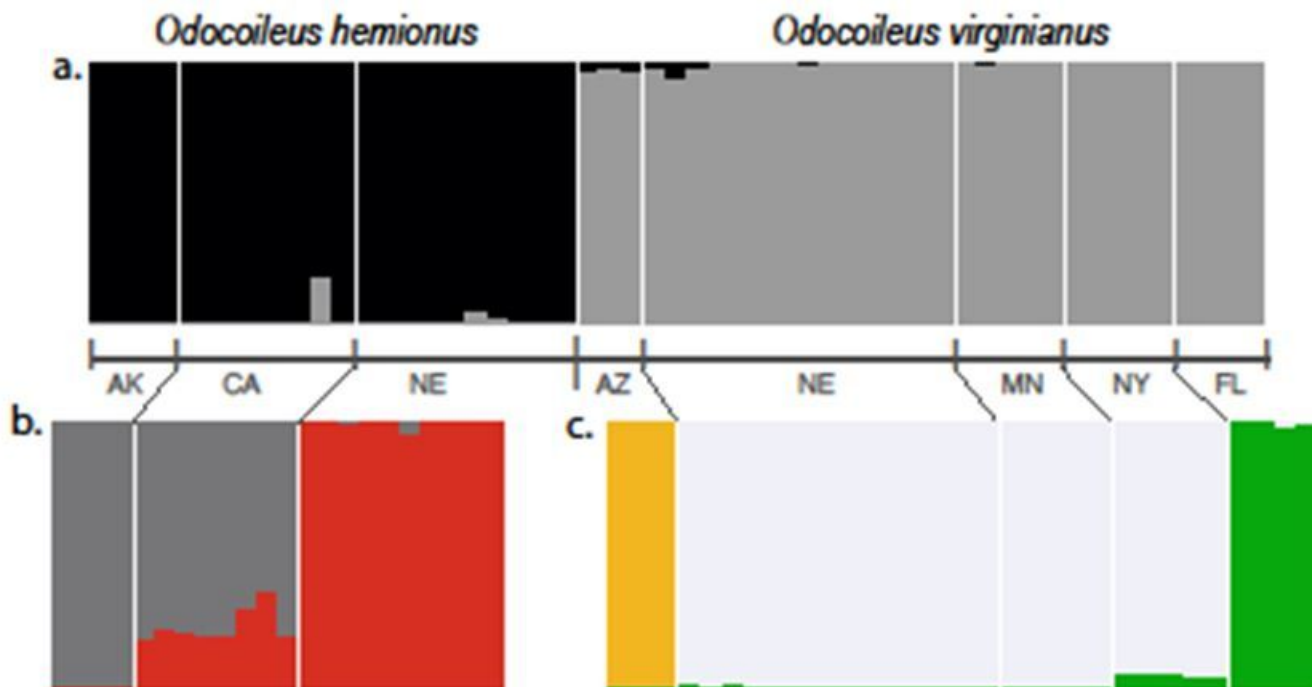 Odocoileus hemionus Odocoileus virginianus
a.
AK CA NE AZ NE MN NY FL
b. c.